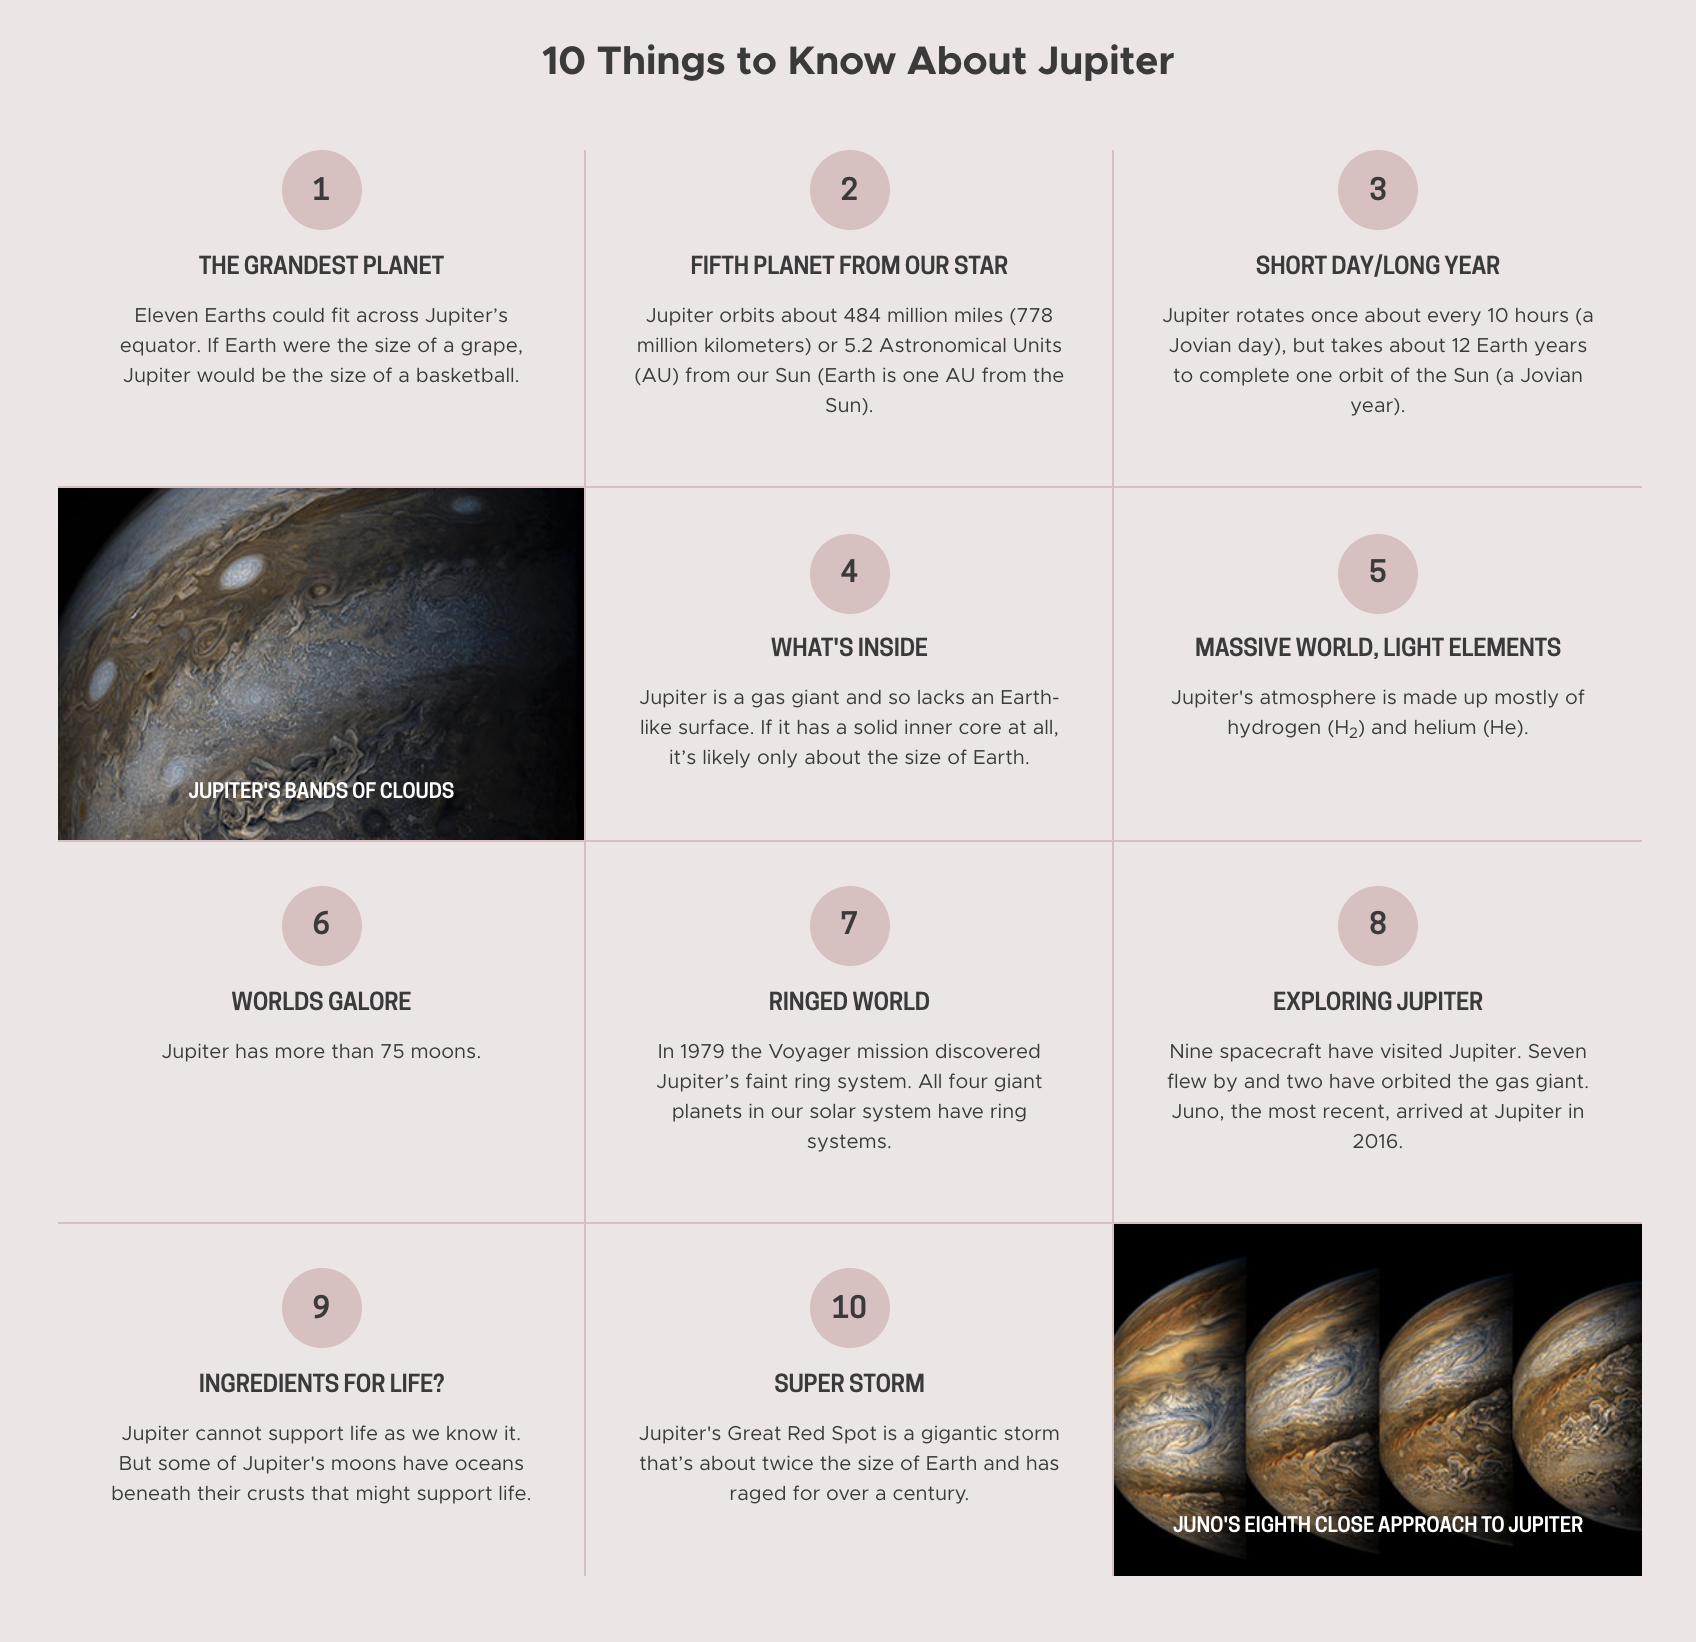 10 Things to Know About Jupiter
1
THE GRANDEST PLANET
Eleven Earths could fit across Jupiter’s
equator. If Earth were the size of a grape,
Jupiter would be the size of a basketball.
2
FIFTH PLANET FROM OUR STAR
Jupiter orbits about 484 million miles (778
million kilometers) or 5.2 Astronomical Units
(AU) from our Sun (Earth is one AU from the
Sun).
3
SHORT DAY/LONG YEAR
Jupiter rotates once about every 10 hours (a
Jovian day), but takes about 12 Earth years
to complete one orbit of the Sun (a Jovian
year).
JUPITER'S BANDS OF CLOUDS
4
WHAT'S INSIDE
Jupiter is a gas giant and so lacks an Earth-
like surface. If it has a solid inner core at all,
it’s likely only about the size of Earth.
5
MASSIVE WORLD, LIGHT ELEMENTS
Jupiter's atmosphere is made up mostly of
hydrogen (H₂) and helium (He).
6
WORLDS GALORE
Jupiter has more than 75 moons.
7
RINGED WORLD
In 1979 the Voyager mission discovered
Jupiter’s faint ring system. All four giant
planets in our solar system have ring
systems.
8
EXPLORING JUPITER
Nine spacecraft have visited Jupiter. Seven
flew by and two have orbited the gas giant.
Juno, the most recent, arrived at Jupiter in
2016.
9
INGREDIENTS FOR LIFE?
Jupiter cannot support life as we know it.
But some of Jupiter's moons have oceans
beneath their crusts that might support life.
10
SUPER STORM
Jupiter's Great Red Spot is a gigantic storm
that’s about twice the size of Earth and has
raged for over a century.
JUNO'S EIGHTH CLOSE APPROACH TO JUPITER